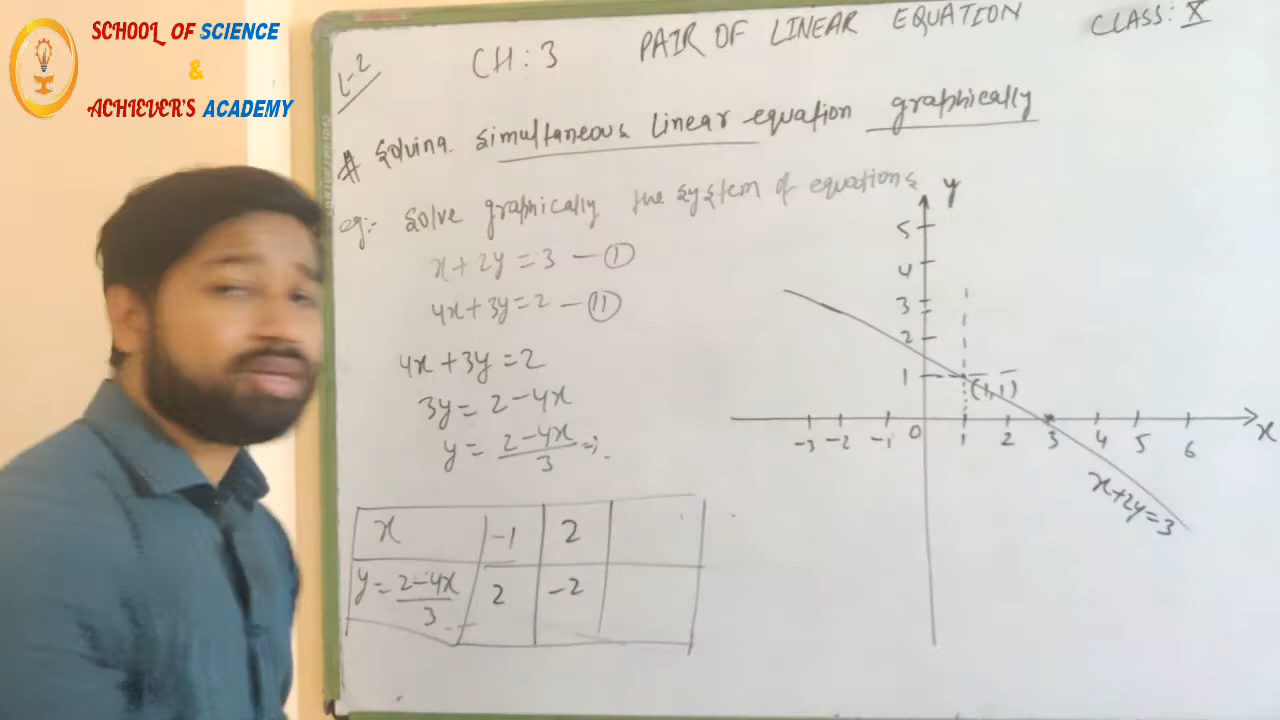 SCHOOL OF SCIENCE
&
ACHIEVER'S ACADEMY
L-2
CH: 3 PAIR OF LINEAR EQUATION CLASS: X
# Solving simultaneous linear equation graphically
eg:- Solve graphically the system of equations
x + 2y = 3 — (I)
4x + 3y = 2 — (II)
4x + 3y = 2
3y = 2 - 4x
y = (2 - 4x)/3
x -1 2
y = (2 - 4x)/3 2 -2
y
5
4
3
2
1
(1,1)
-3 -2 -1 0 1 2 3 4 5 6 x
x+2y=3